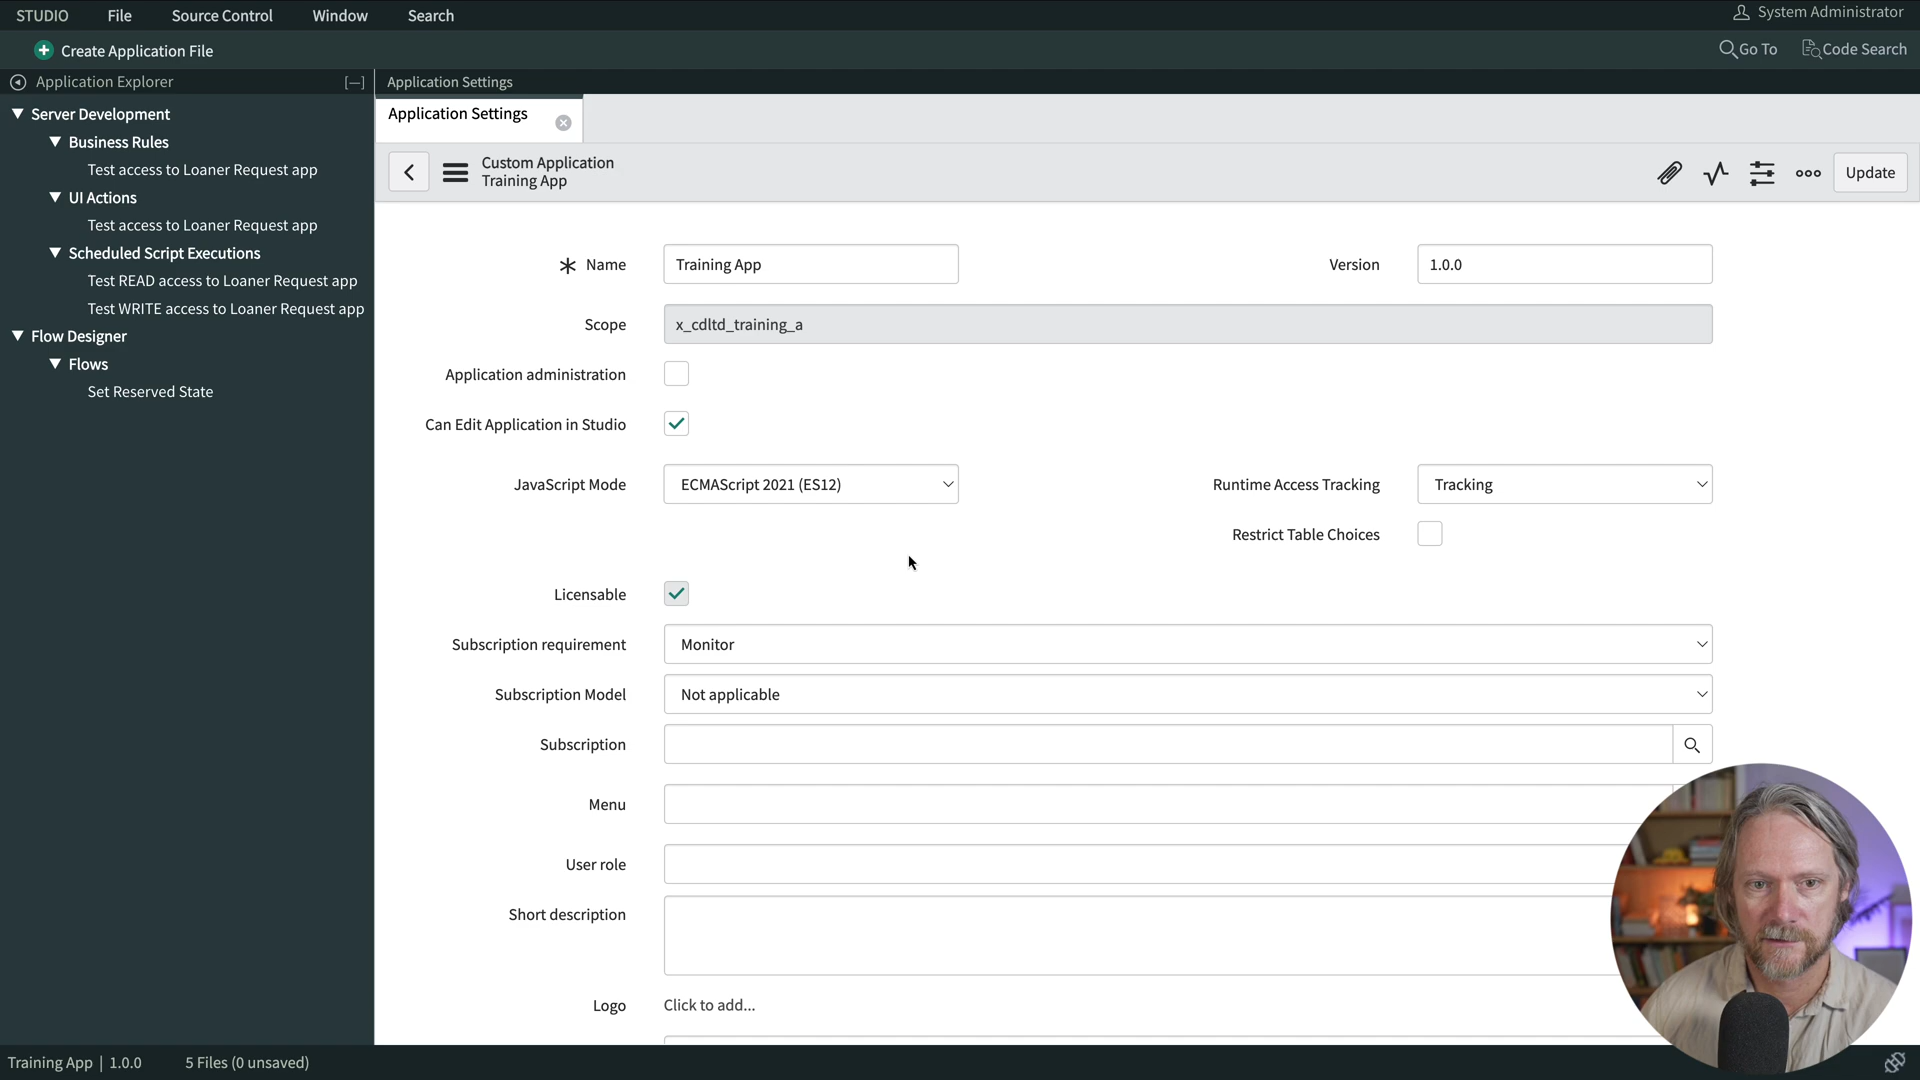 STUDIO File Source Control Window Search System Administrator
Create Application File Go To Code Search
Application Explorer [—] Application Settings
Server Development
Business Rules
Test access to Loaner Request app
UI Actions
Test access to Loaner Request app
Scheduled Script Executions
Test READ access to Loaner Request app
Test WRITE access to Loaner Request app
Flow Designer
Flows
Set Reserved State
Application Settings
Custom Application
Training App
Update
Name Training App Version 1.0.0
Scope x_cdltd_training_a
Application administration
Can Edit Application in Studio
JavaScript Mode ECMAScript 2021 (ES12) Runtime Access Tracking Tracking
Restrict Table Choices
Licensable
Subscription requirement Monitor
Subscription Model Not applicable
Subscription
Menu
User role
Short description
Logo Click to add...
Training App | 1.0.0 5 Files (0 unsaved)